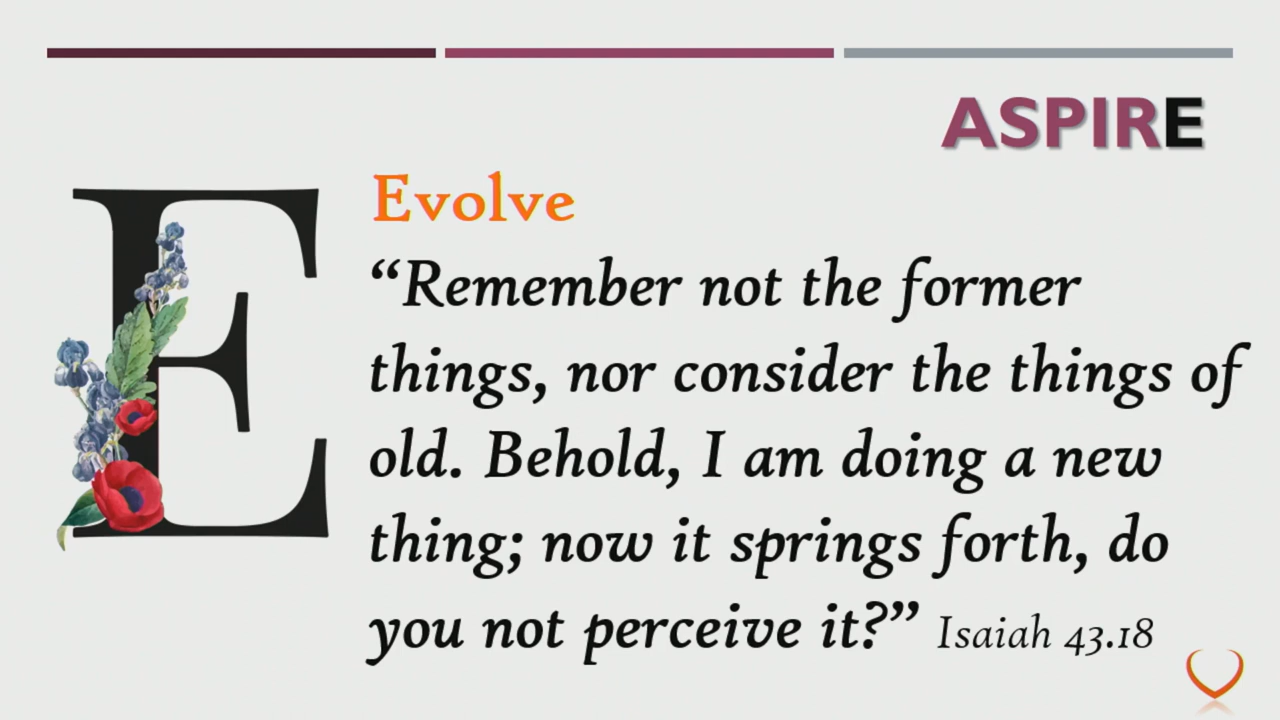 ASPIRE
E
Evolve
“Remember not the former
things, nor consider the things of
old. Behold, I am doing a new
thing; now it springs forth, do
you not perceive it?” Isaiah 43.18